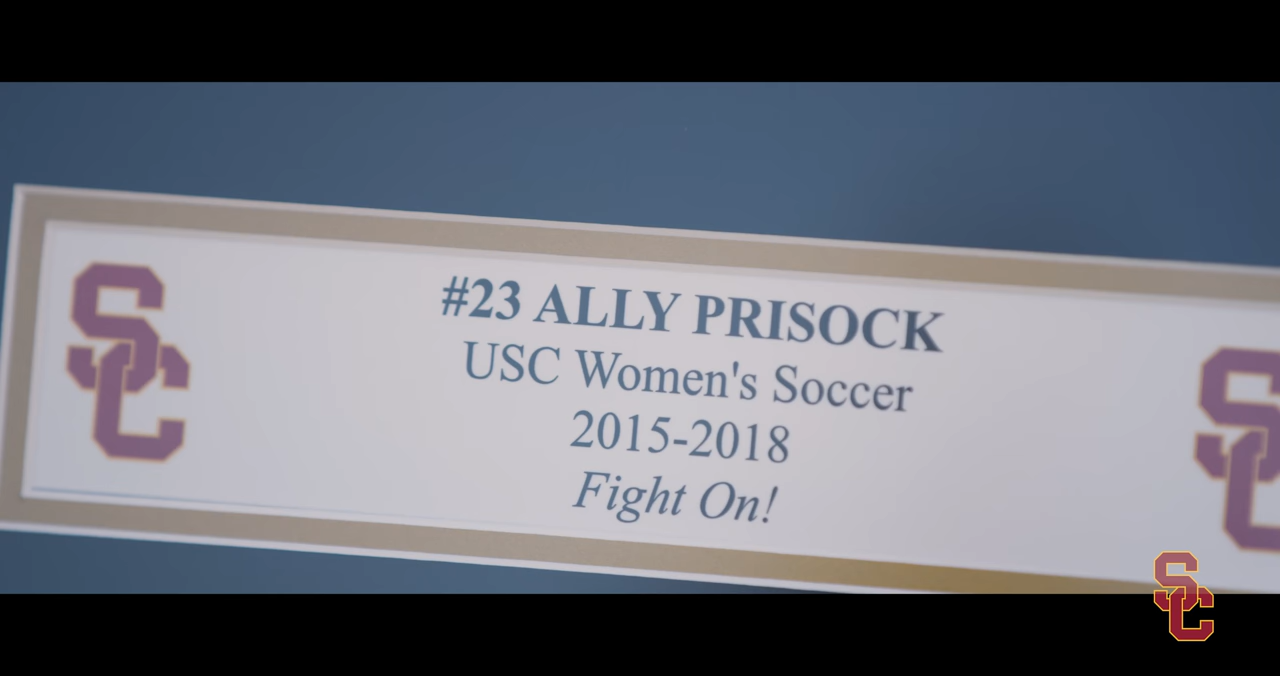 SC
#23 ALLY PRISOCK
USC Women's Soccer
2015-2018
Fight On!
SC
SC